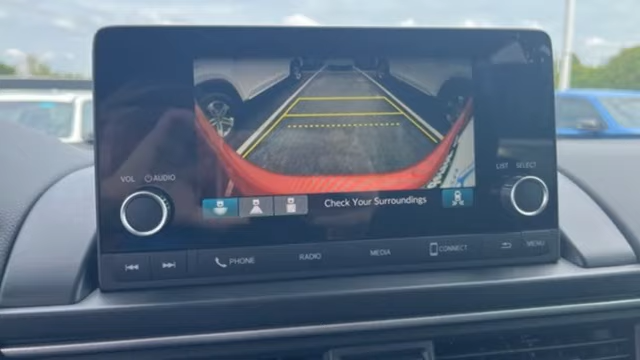 VOL AUDIO
LIST SELECT
Check Your Surroundings
PHONE RADIO MEDIA CONNECT MENU